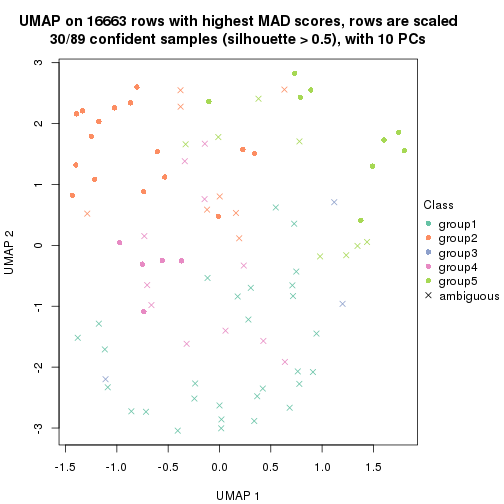 UMAP on 16663 rows with highest MAD scores, rows are scaled
30/89 confident samples (silhouette > 0.5), with 10 PCs
3
2
1
0
-1
-2
-3
UMAP 2
-1.5 -1.0 -0.5 0.0 0.5 1.0 1.5
UMAP 1
Class
group1
group2
group3
group4
group5
ambiguous